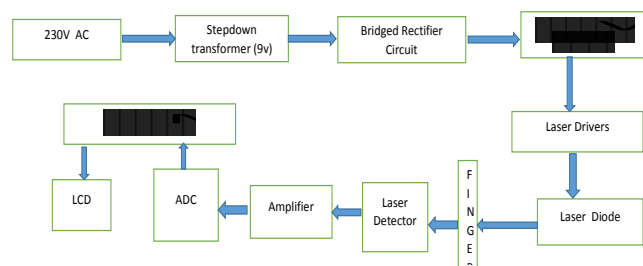 230V AC
Stepdown
transformer (9v)
Bridged Rectifier
Circuit
Laser Drivers
Laser Diode
F
I
N
G
E
Laser
Detector
Amplifier
ADC
LCD